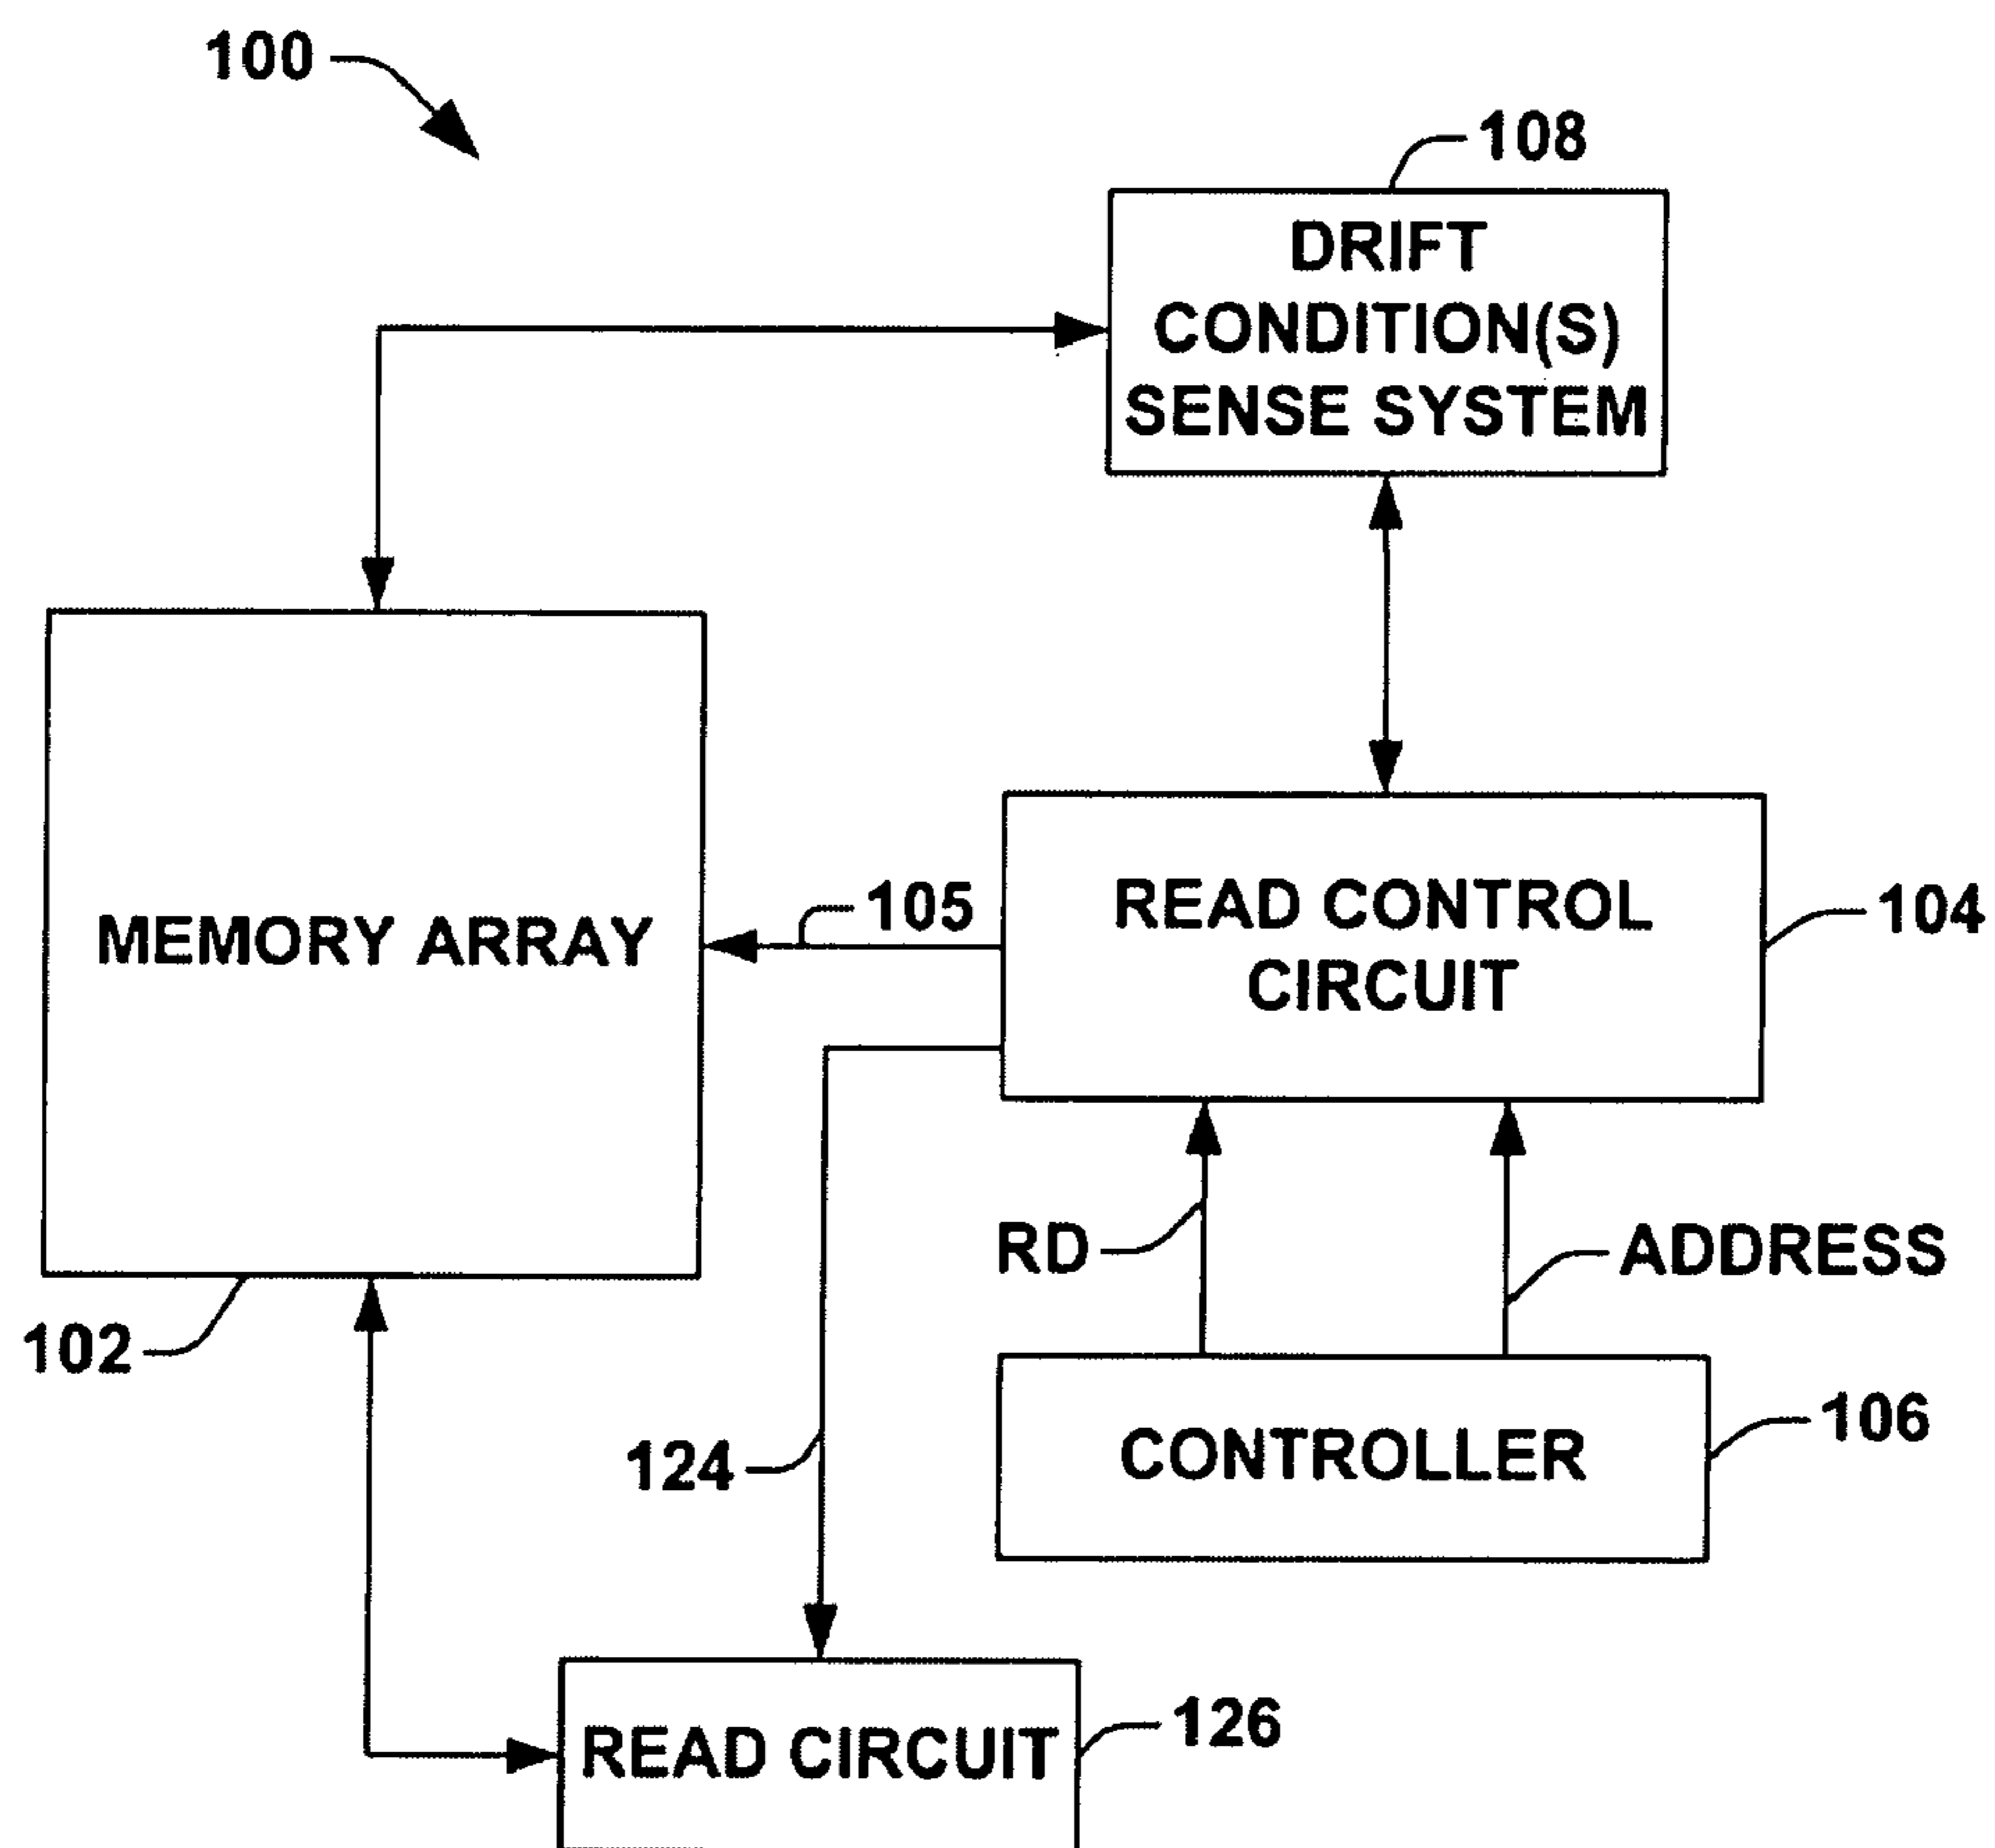 100
108
DRIFT
CONDITION(S)
SENSE SYSTEM
MEMORY ARRAY
105
READ CONTROL
CIRCUIT
104
RD
ADDRESS
102
124
CONTROLLER
106
READ CIRCUIT
126